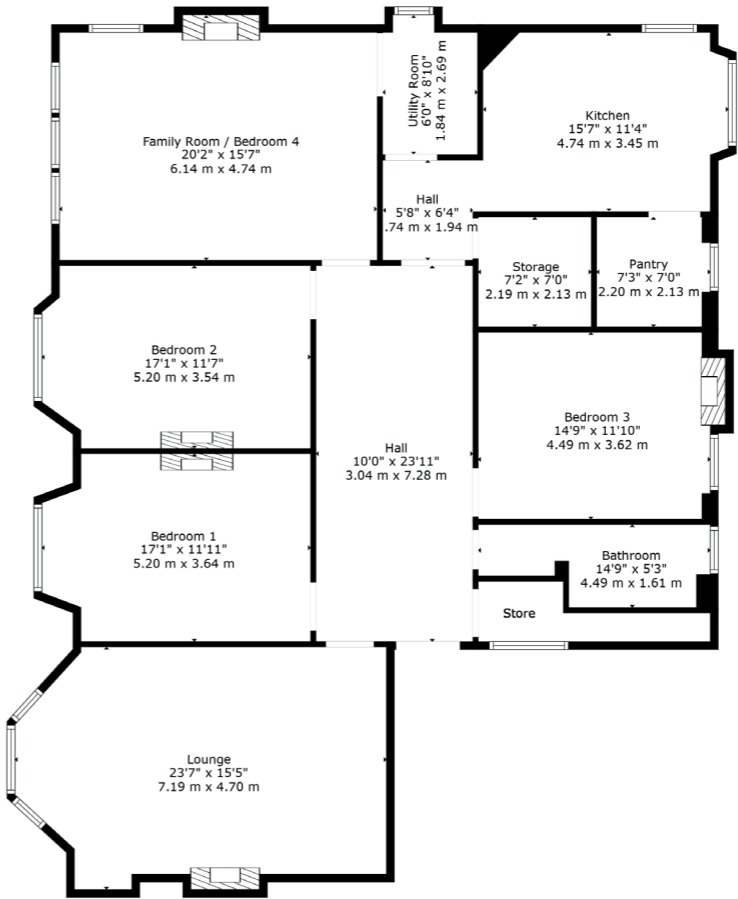 Family Room / Bedroom 4
20'2" x 15'7"
6.14 m x 4.74 m
Utility Room
6'0" x 8'10"
1.84 m x 2.69 m
Kitchen
15'7" x 11'4"
4.74 m x 3.45 m
Hall
5'8" x 6'4"
.74 m x 1.94 m
Storage
7'2" x 7'0"
2.19 m x 2.13 m
Pantry
7'3" x 7'0"
2.20 m x 2.13 m
Bedroom 2
17'1" x 11'7"
5.20 m x 3.54 m
Bedroom 3
14'9" x 11'10"
4.49 m x 3.62 m
Hall
10'0" x 23'11"
3.04 m x 7.28 m
Bedroom 1
17'1" x 11'11"
5.20 m x 3.64 m
Bathroom
14'9" x 5'3"
4.49 m x 1.61 m
Store
Lounge
23'7" x 15'5"
7.19 m x 4.70 m